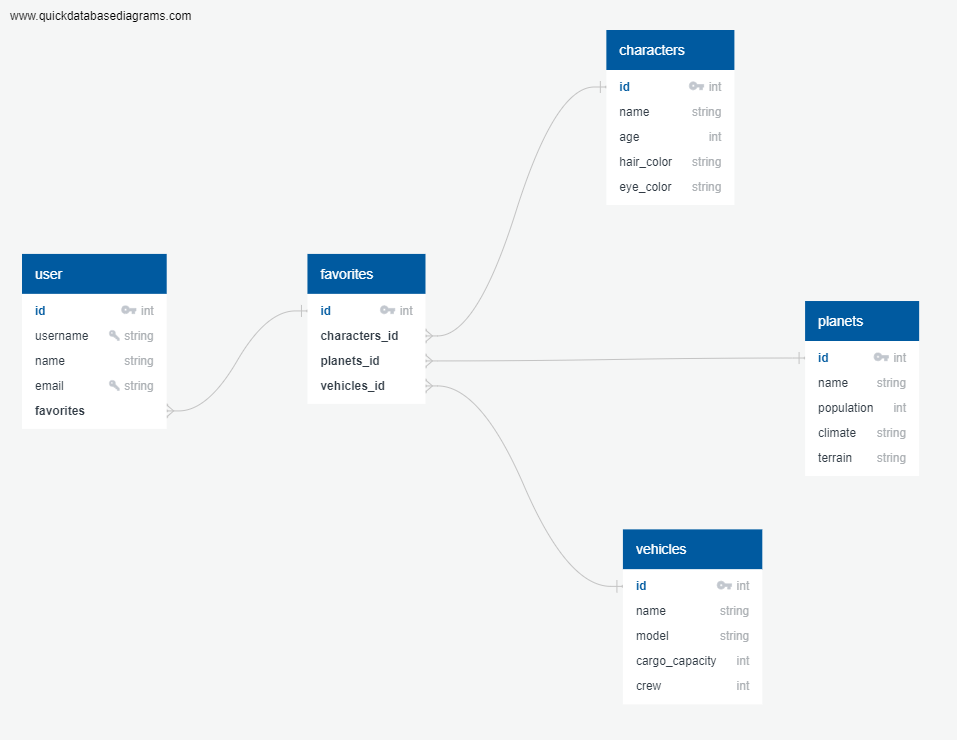 www.quickdatabasediagrams.com
characters
id int
name string
age int
hair_color string
eye_color string
user
id int
username string
name string
email string
favorites
favorites
id int
characters_id
planets_id
vehicles_id
planets
id int
name string
population int
climate string
terrain string
vehicles
id int
name string
model string
cargo_capacity int
crew int